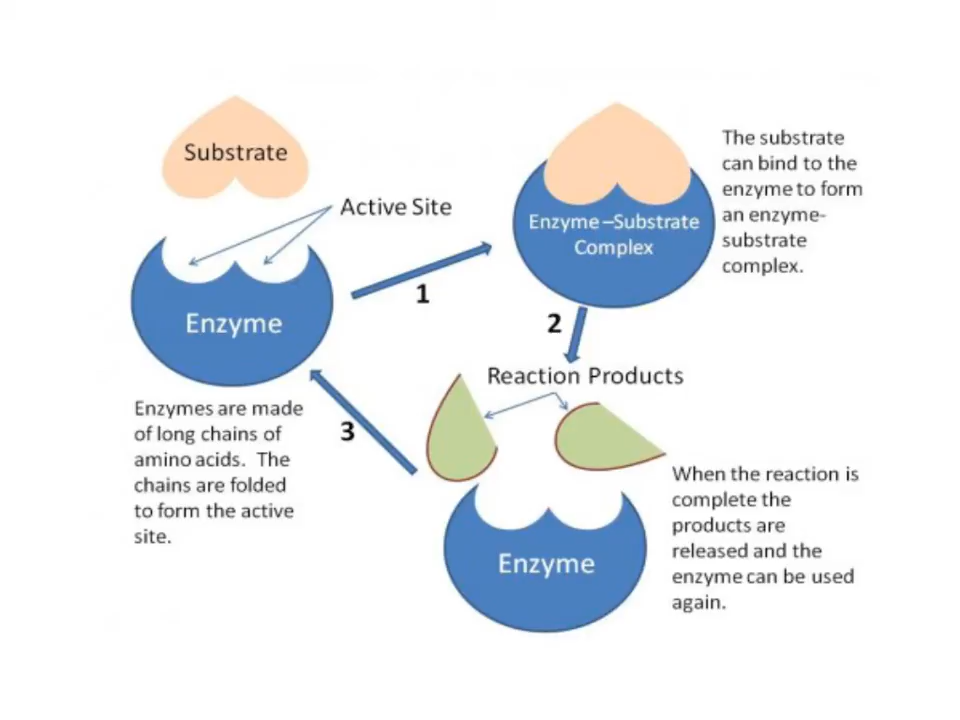 Substrate
Active Site
Enzyme
Enzymes are made
of long chains of
amino acids.  The
chains are folded
to form the active
site.
1
Enzyme –Substrate
Complex
The substrate
can bind to the
enzyme to form
an enzyme-
substrate
complex.
2
Reaction Products
Enzyme
When the reaction is
complete the
products are
released and the
enzyme can be used
again.
3